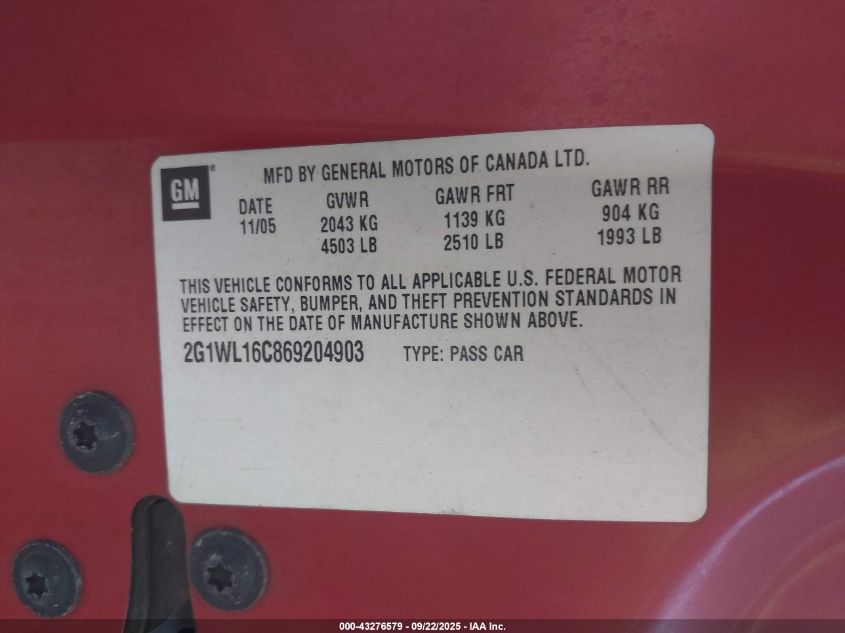 GM®
MFD BY GENERAL MOTORS OF CANADA LTD.
DATE GVWR GAWR FRT GAWR RR
11/05 2043 KG 1139 KG 904 KG
4503 LB 2510 LB 1993 LB
THIS VEHICLE CONFORMS TO ALL APPLICABLE U.S. FEDERAL MOTOR
VEHICLE SAFETY, BUMPER, AND THEFT PREVENTION STANDARDS IN
EFFECT ON THE DATE OF MANUFACTURE SHOWN ABOVE.
2G1WL16C869204903 TYPE: PASS CAR
000-43276579 - 09/22/2025 - IAA Inc.